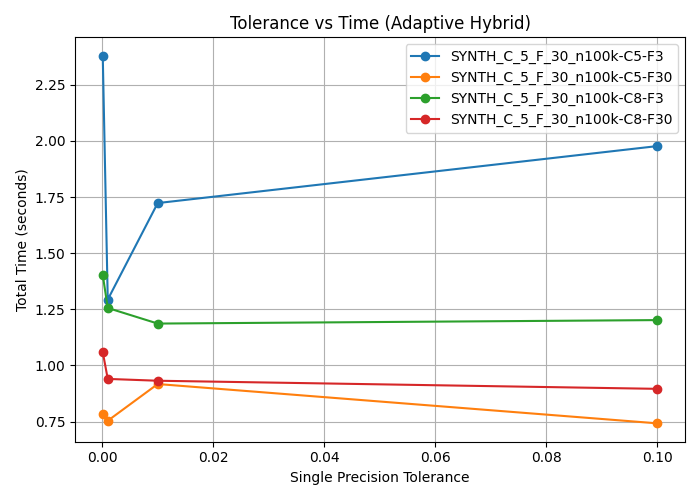 Tolerance vs Time (Adaptive Hybrid)
SYNTH_C_5_F_30_n100k-C5-F3
SYNTH_C_5_F_30_n100k-C5-F30
SYNTH_C_5_F_30_n100k-C8-F3
SYNTH_C_5_F_30_n100k-C8-F30
Total Time (seconds)
2.25
2.00
1.75
1.50
1.25
1.00
0.75
0.00 0.02 0.04 0.06 0.08 0.10
Single Precision Tolerance